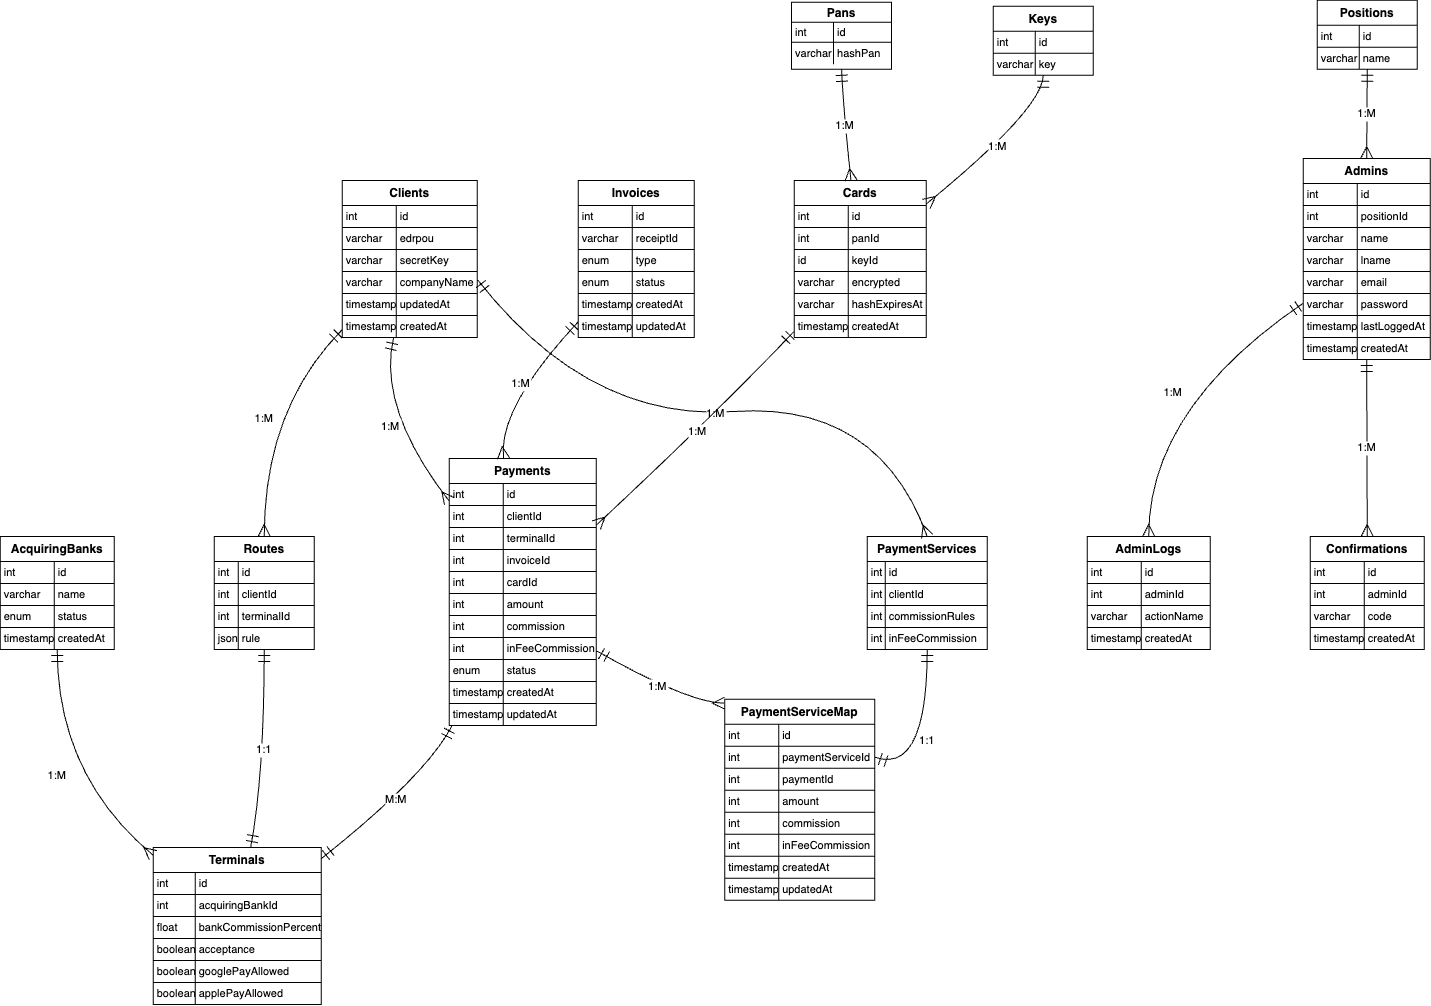 Pans
int id
varchar hashPan
Keys
int id
varchar key
Positions
int id
varchar name
1:M
1:M
1:M
Clients
int id
varchar edrpou
varchar secretKey
varchar companyName
timestamp updatedAt
timestamp createdAt
Invoices
int id
varchar receiptId
enum type
enum status
timestamp createdAt
timestamp updatedAt
Cards
int id
int panId
id keyId
varchar encrypted
varchar hashExpiresAt
timestamp createdAt
Admins
int id
int positionId
varchar name
varchar lname
varchar email
varchar password
timestamp lastLoggedAt
timestamp createdAt
1:M
1:M
1:M
1:M
1:M
1:M
1:M
Payments
int id
int clientId
int terminalId
int invoiceId
int cardId
int amount
int commission
int inFeeCommission
enum status
timestamp createdAt
timestamp updatedAt
1:M
AcquiringBanks
int id
varchar name
enum status
timestamp createdAt
Routes
int id
int clientId
int terminalId
json rule
PaymentServices
int id
int clientId
int commissionRules
int inFeeCommission
AdminLogs
int id
int adminId
varchar actionName
timestamp createdAt
Confirmations
int id
int adminId
varchar code
timestamp createdAt
1:M
1:1
M:M
1:1
PaymentServiceMap
int id
int paymentServiceId
int paymentId
int amount
int commission
int inFeeCommission
timestamp createdAt
timestamp updatedAt
Terminals
int id
int acquiringBankId
float bankCommissionPercent
boolean acceptance
boolean googlePayAllowed
boolean applePayAllowed